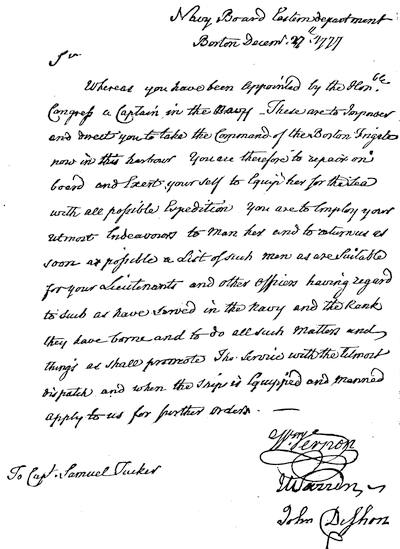 Navy Board Eastern department
Boston Decemr. 27th. 1777
Sir
Whereas you have been appointed by the Honble.
Congress a Captain in the Navy — These are to Impower
and direct you to take the Command of the Boston Frigate
now in this harbour You are therefore to repair on
board and Exert your self to Equip her for the Sea
with all possible Expedition You are to Employ your
utmost Endeavours to Man her and to return us as
soon as possible a List of such men as are Suitable
for your Lieutenants and other officers having regard
to such as have Served in the Navy and the Rank
they have borne and to do all such Matters and
things as shall promote The Service with the Utmost
dispatch and when the Ship is Equipped and manned
apply to us for further orders. —
Wm Vernon
J Warren
John Deshon
To Capt. Samuel Tucker